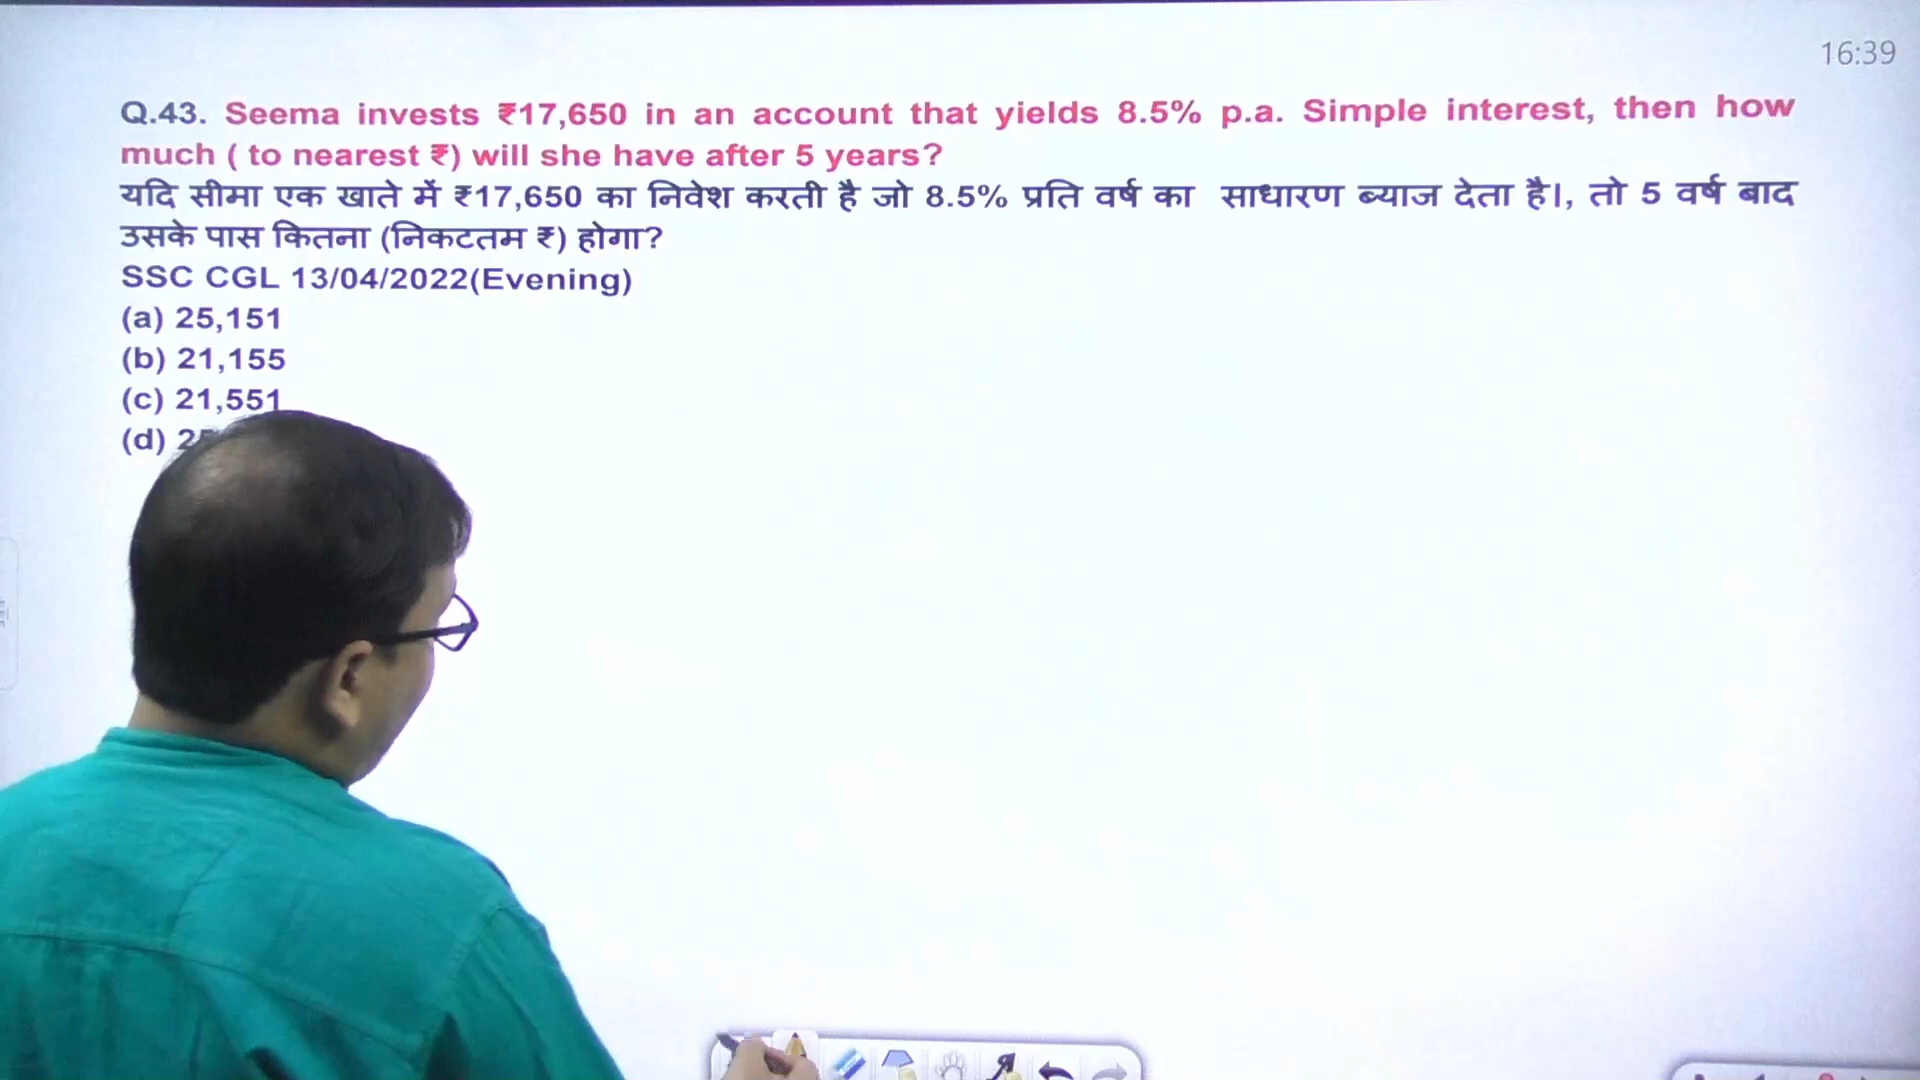 16:39
Q.43. Seema invests ₹17,650 in an account that yields 8.5% p.a. Simple interest, then how
much ( to nearest ₹) will she have after 5 years?
यदि सीमा एक खाते में ₹17,650 का निवेश करती है जो 8.5% प्रति वर्ष का साधारण ब्याज देता है।, तो 5 वर्ष बाद
उसके पास कितना (निकटतम ₹) होगा?
SSC CGL 13/04/2022(Evening)
(a) 25,151
(b) 21,155
(c) 21,551
(d)